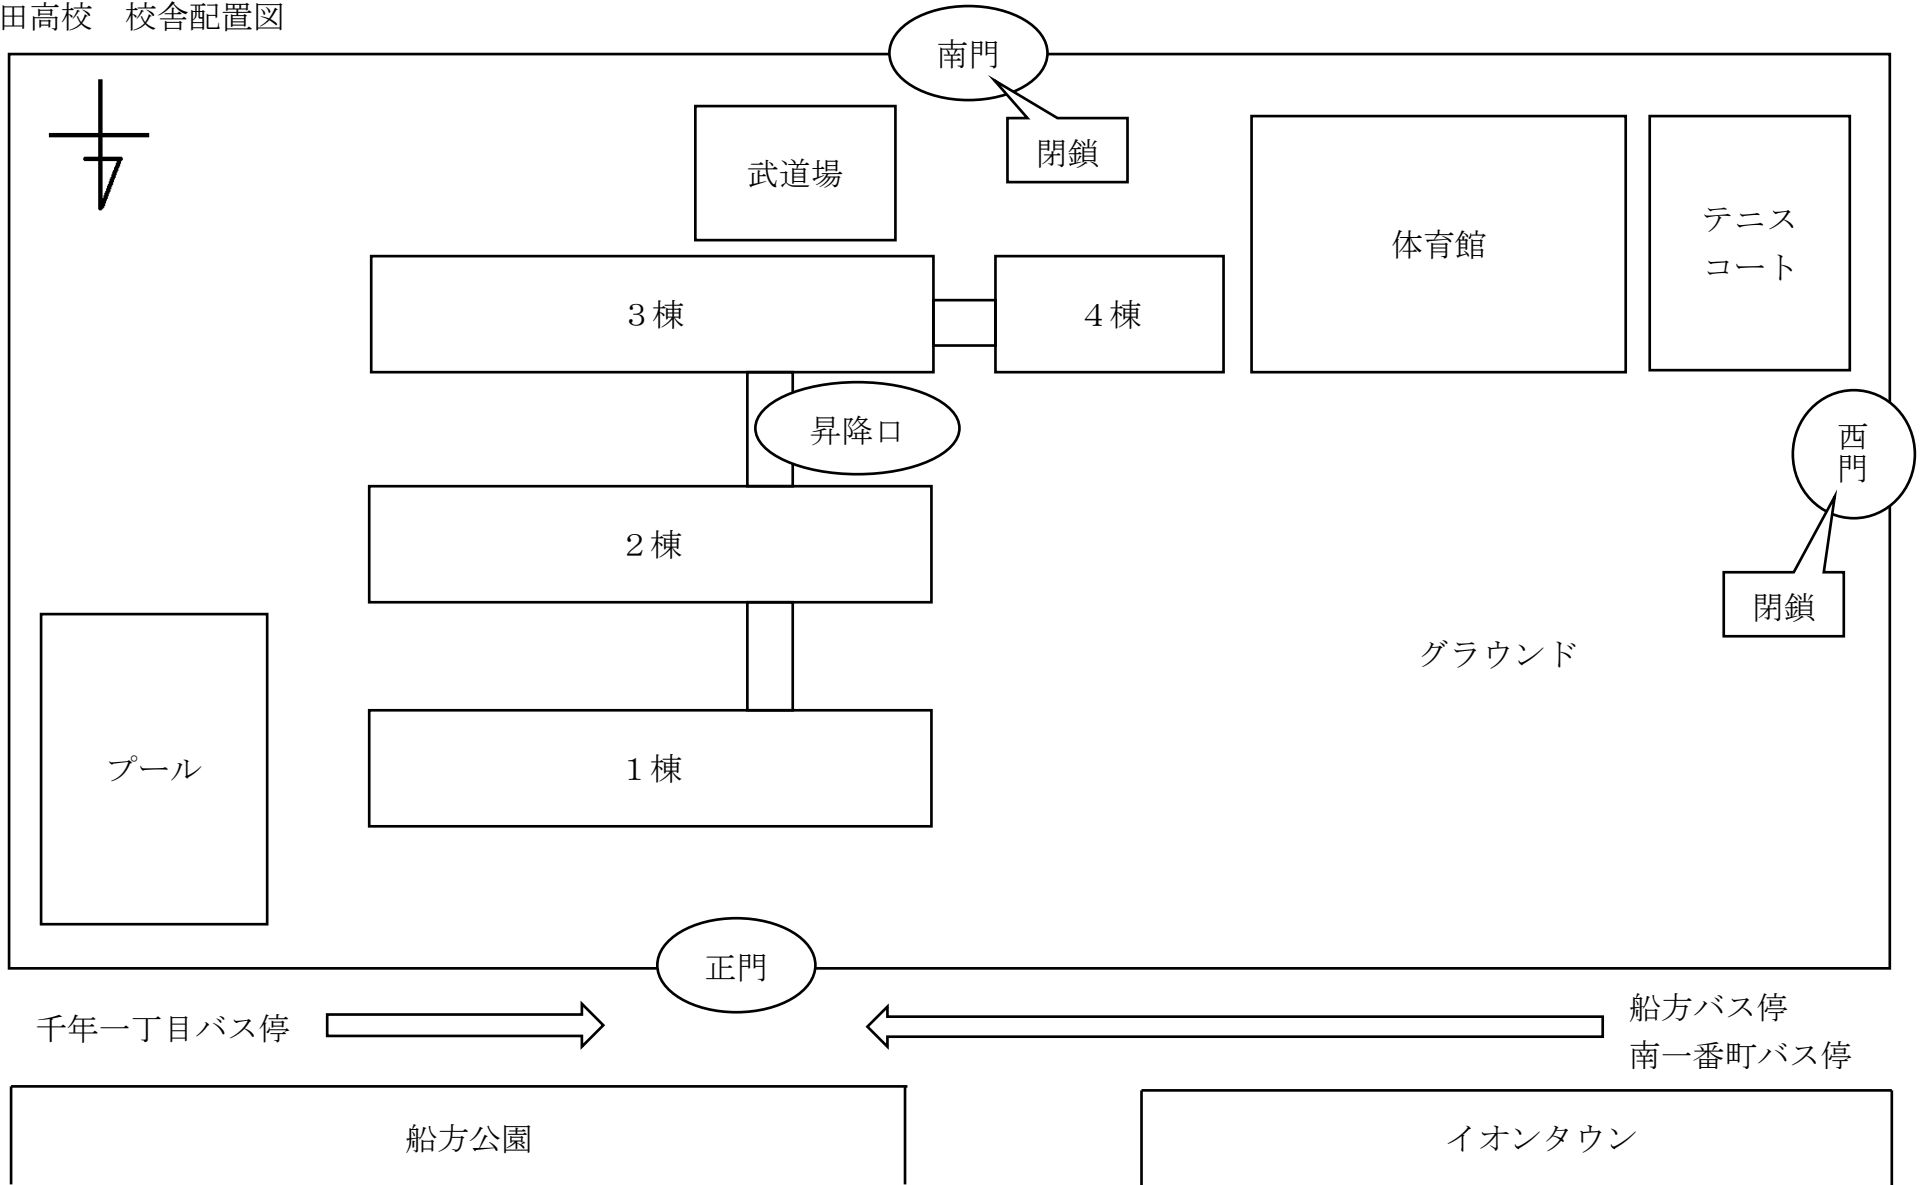 田高校　校舎配置図
南門
閉鎖
武道場
体育館
テニス
コート
３棟
４棟
昇降口
西門
２棟
閉鎖
グラウンド
プール
１棟
正門
千年一丁目バス停
船方バス停
南一番町バス停
船方公園
イオンタウン